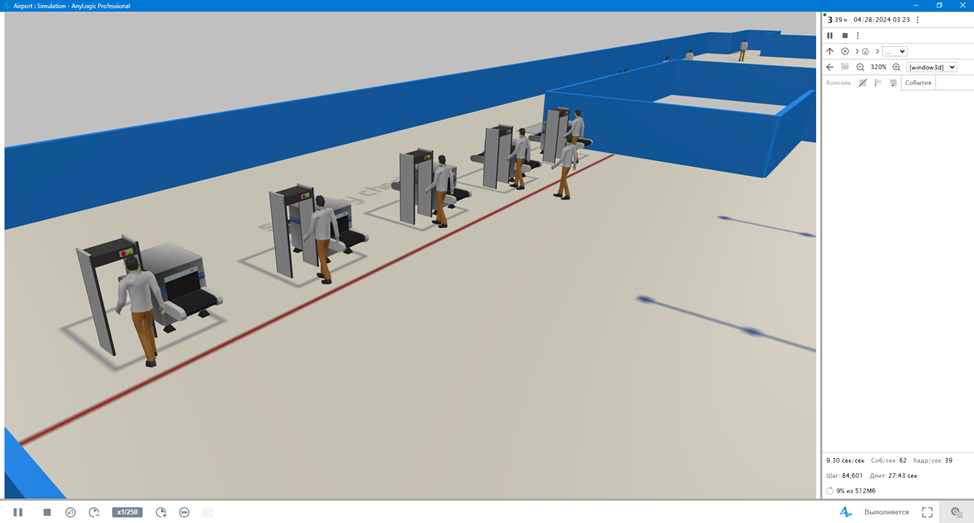 Airport : Simulation - AnyLogic Professional
3.39 ч 04/28/2024 03:23
...
320% [window3d]
Консоль События
9.30 сек/сек Соб/сек: 62 Кадр/сек: 39
Шаг: 84,601 Длит: 27.43 сек
9% из 512Мб
x1 x1/250 Выполняется